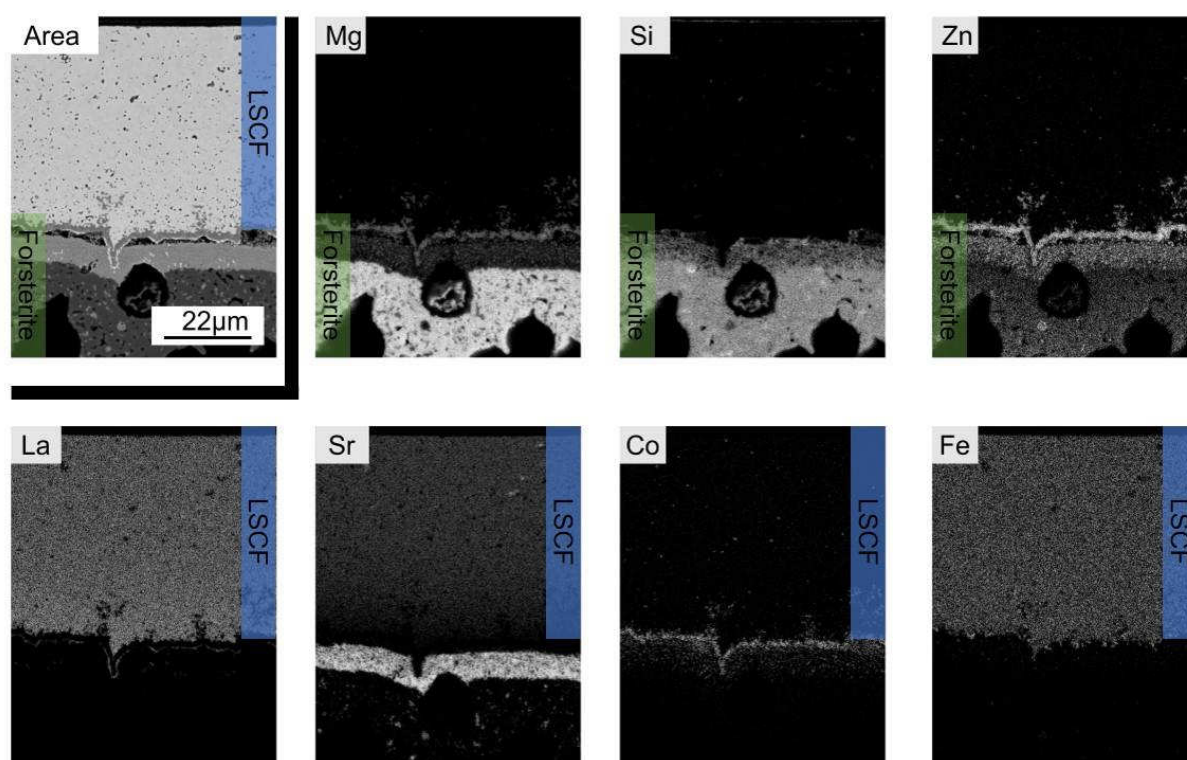 Area
Mg
Si
Zn
LSCF
Forsterite
Forsterite
Forsterite
Forsterite
22µm
La
Sr
Co
Fe
LSCF
LSCF
LSCF
LSCF